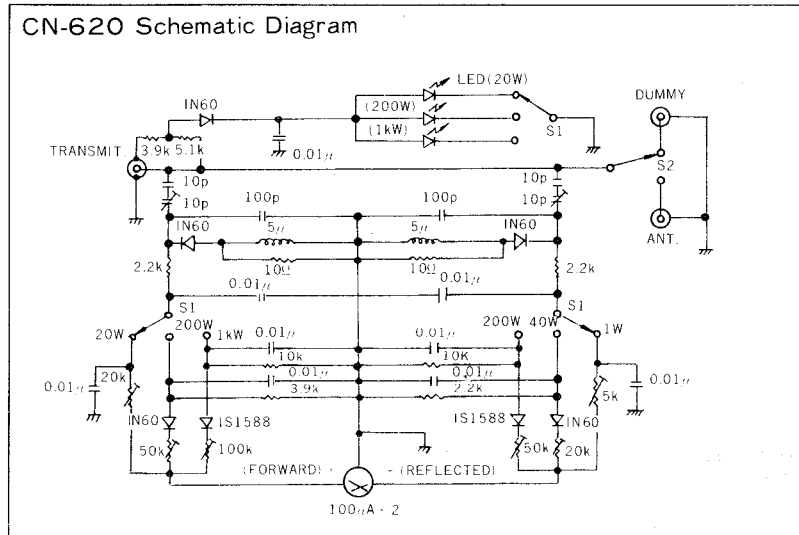 CN-620 Schematic Diagram
LED(20W)
DUMMY
IN60
(200W)
(1kW)
S1
TRANSMIT.
3.9k
5.1k
0.01μ
S2
10p
10p
10p
10p
100p
100p
IN60
5μ
5μ
IN60
ANT.
2.2k
10Ω
10Ω
2.2k
0.01μ
0.01μ
S1
S1
20W
200W
1kW
0.01μ
0.01μ
200W
40W
1W
10k
10k
0.01μ
20k
0.01μ
0.01μ
5k
0.01μ
3.9k
2.2k
IN60
IS1588
IS1588
IN60
50k
100k
50k
20k
(FORWARD) -
- (REFLECTED)
100μA - 2